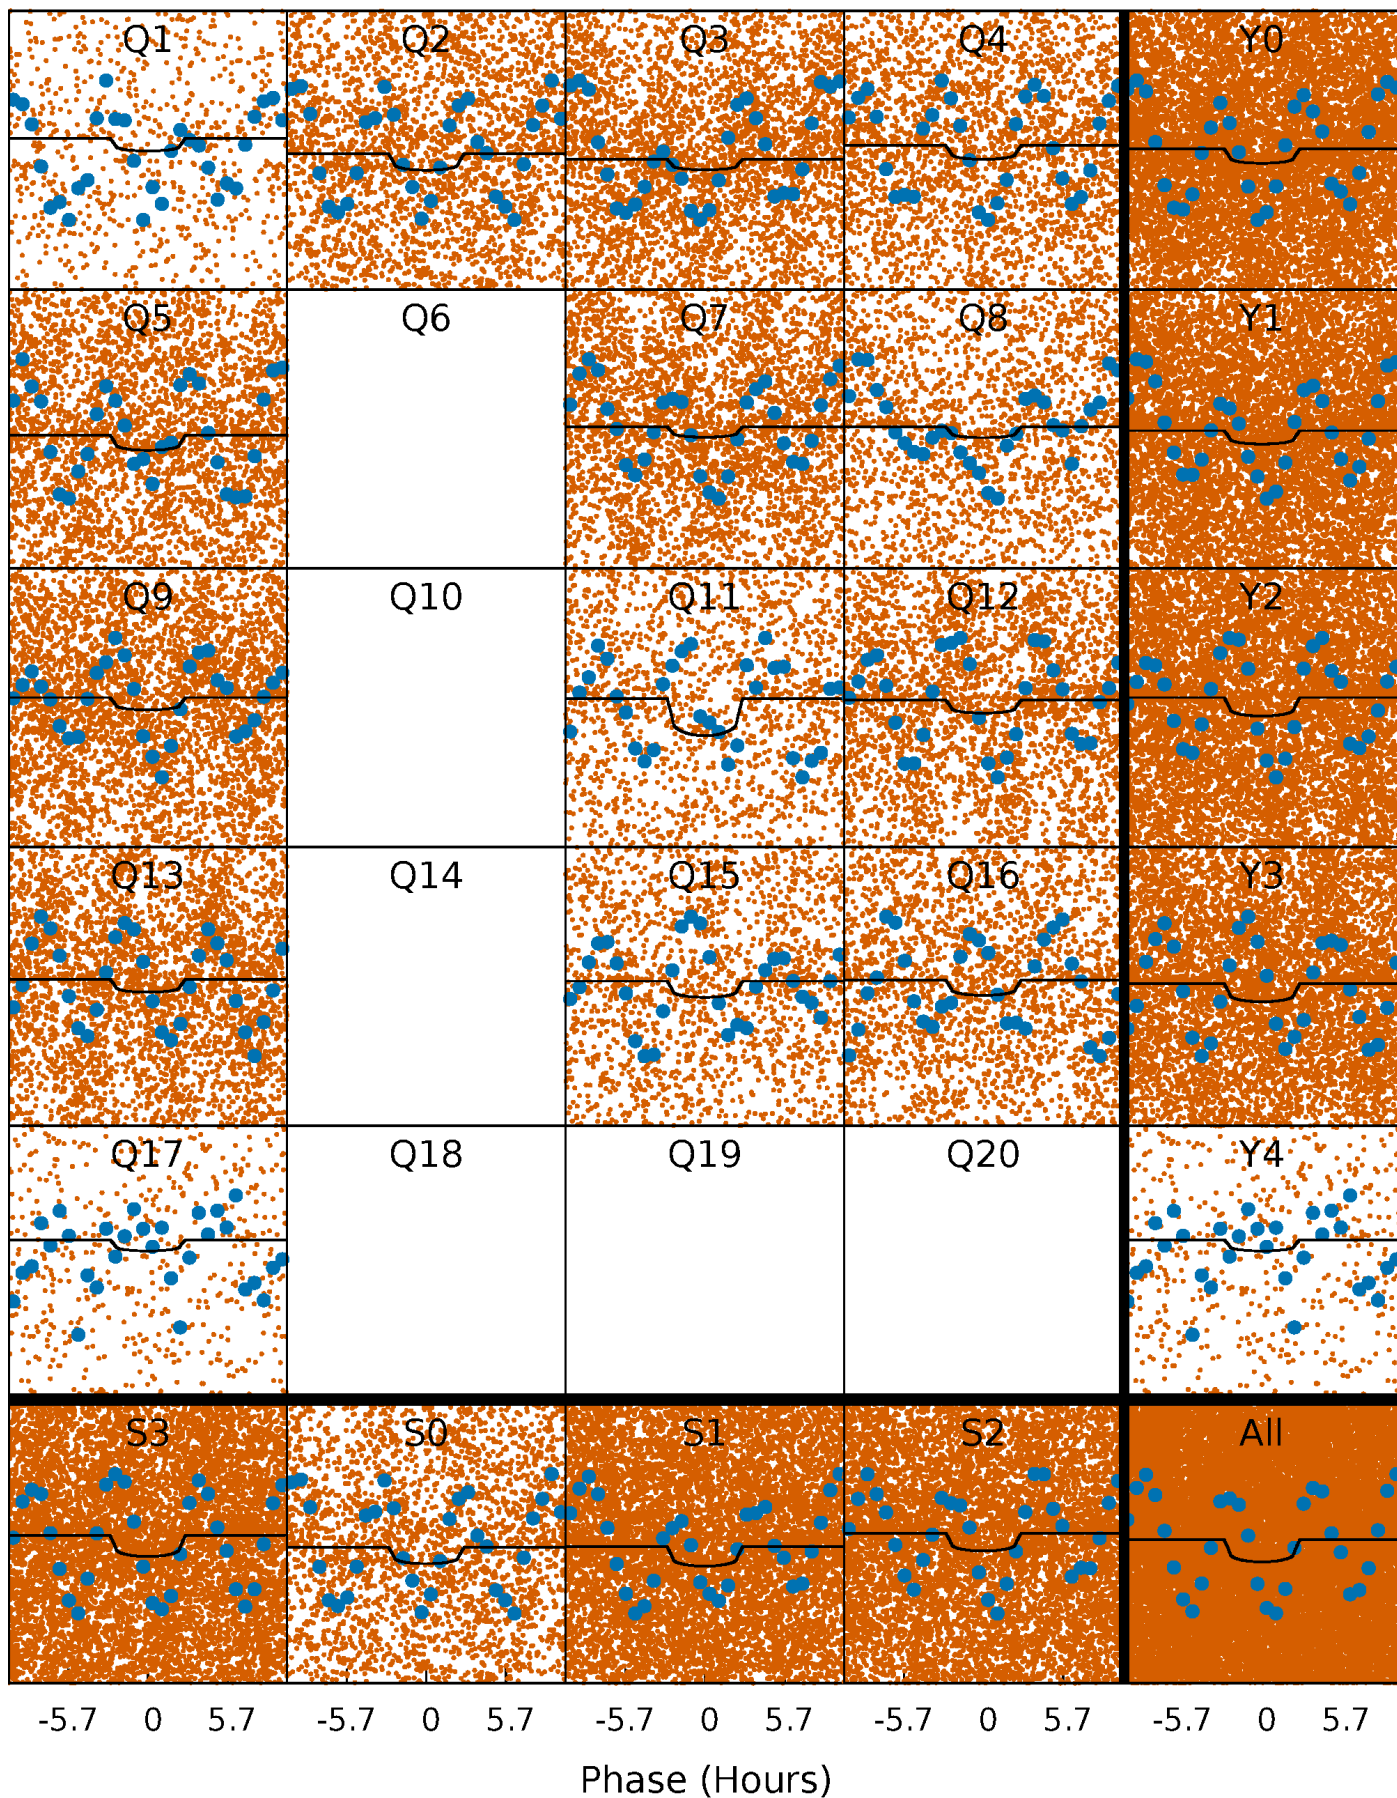 Q1 Q2 Q3 Q4 Y0
Q5 Q6 Q7 Q8 Y1
Q9 Q10 Q11 Q12 Y2
Q13 Q14 Q15 Q16 Y3
Q17 Q18 Q19 Q20 Y4
S3 S0 S1 S2 All
-5.7 0 5.7 -5.7 0 5.7 -5.7 0 5.7 -5.7 0 5.7 -5.7 0 5.7
Phase (Hours)